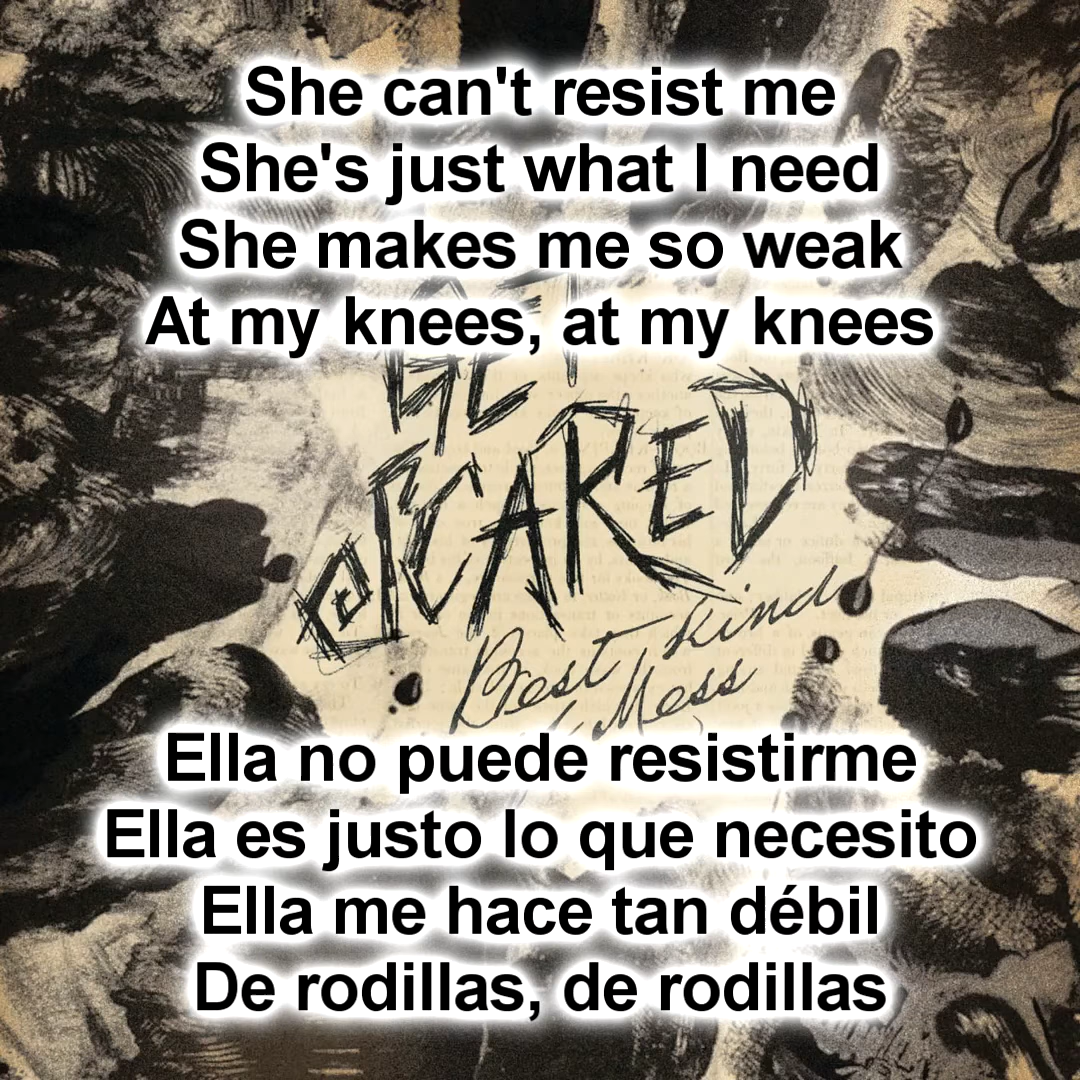 She can't resist me
She's just what I need
She makes me so weak
At my knees, at my knees
GET
SCARED
Best Kind
Mess
Ella no puede resistirme
Ella es justo lo que necesito
Ella me hace tan débil
De rodillas, de rodillas